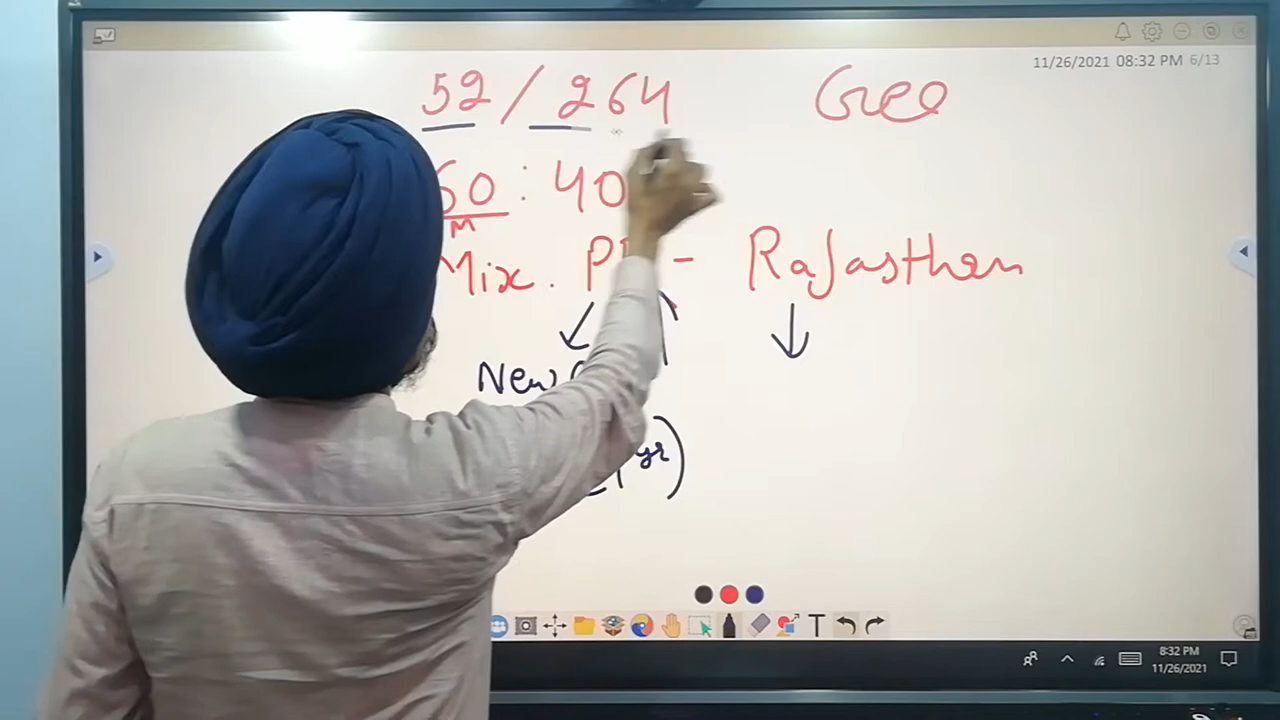 11/26/2021 08:32 PM 6/13
52 / 264
60 : 40
M
Mix. - Rajasthan
New
yr)
T
8:32 PM
11/26/2021